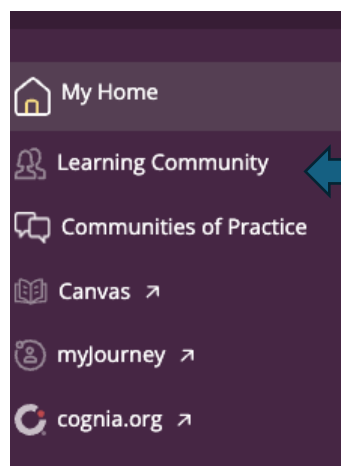 My Home
Learning Community
Communities of Practice
Canvas ↗
myJourney ↗
cognia.org ↗